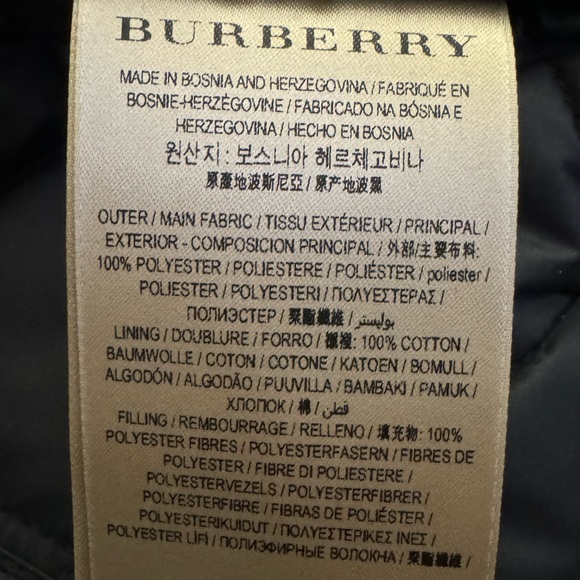 BURBERRY
MADE IN BOSNIA AND HERZEGOVINA / FABRIQUÉ EN
BOSNIE-HERZÉGOVINE / FABRICADO NA BÓSNIA E
HERZEGOVINA / HECHO EN BOSNIA
원산지 : 보스니아 헤르체고비나
原產地波斯尼亞 / 原产地波黑
OUTER / MAIN FABRIC / TISSU EXTÉRIEUR / PRINCIPAL /
EXTERIOR - COMPOSICION PRINCIPAL / 外部/主要布料:
100% POLYESTER / POLIESTERE / POLIÉSTER / poliester /
POLIESTER / POLYESTERI / ΠΟΛΥΕΣΤΕΡΑΣ /
ПОЛИЭСТЕР / 聚酯纖維 / بوليستر /
LINING / DOUBLURE / FORRO / 襯裡: 100% COTTON /
BAUMWOLLE / COTON / COTONE / KATOEN / BOMULL /
ALGODÓN / ALGODÃO / PUUVILLA / BAMBAKI / PAMUK /
ХЛОПОК / 棉 / قطن /
FILLING / REMBOURRAGE / RELLENO / 填充物: 100%
POLYESTER FIBRES / POLYESTERFASERN / FIBRES DE
POLYESTER / FIBRE DI POLIESTERE /
POLYESTERVEZELS / POLYESTERFIBRER /
POLYESTERFIBRE / FIBRAS DE POLIÉSTER /
POLYESTERIKUIDUT / ΠΟΛΥΕΣΤΕΡΙΚΕΣ ΙΝΕΣ /
POLYESTER LİFİ / ПОЛИЭФИРНЫЕ ВОЛОКНА / 聚酯纖維 /